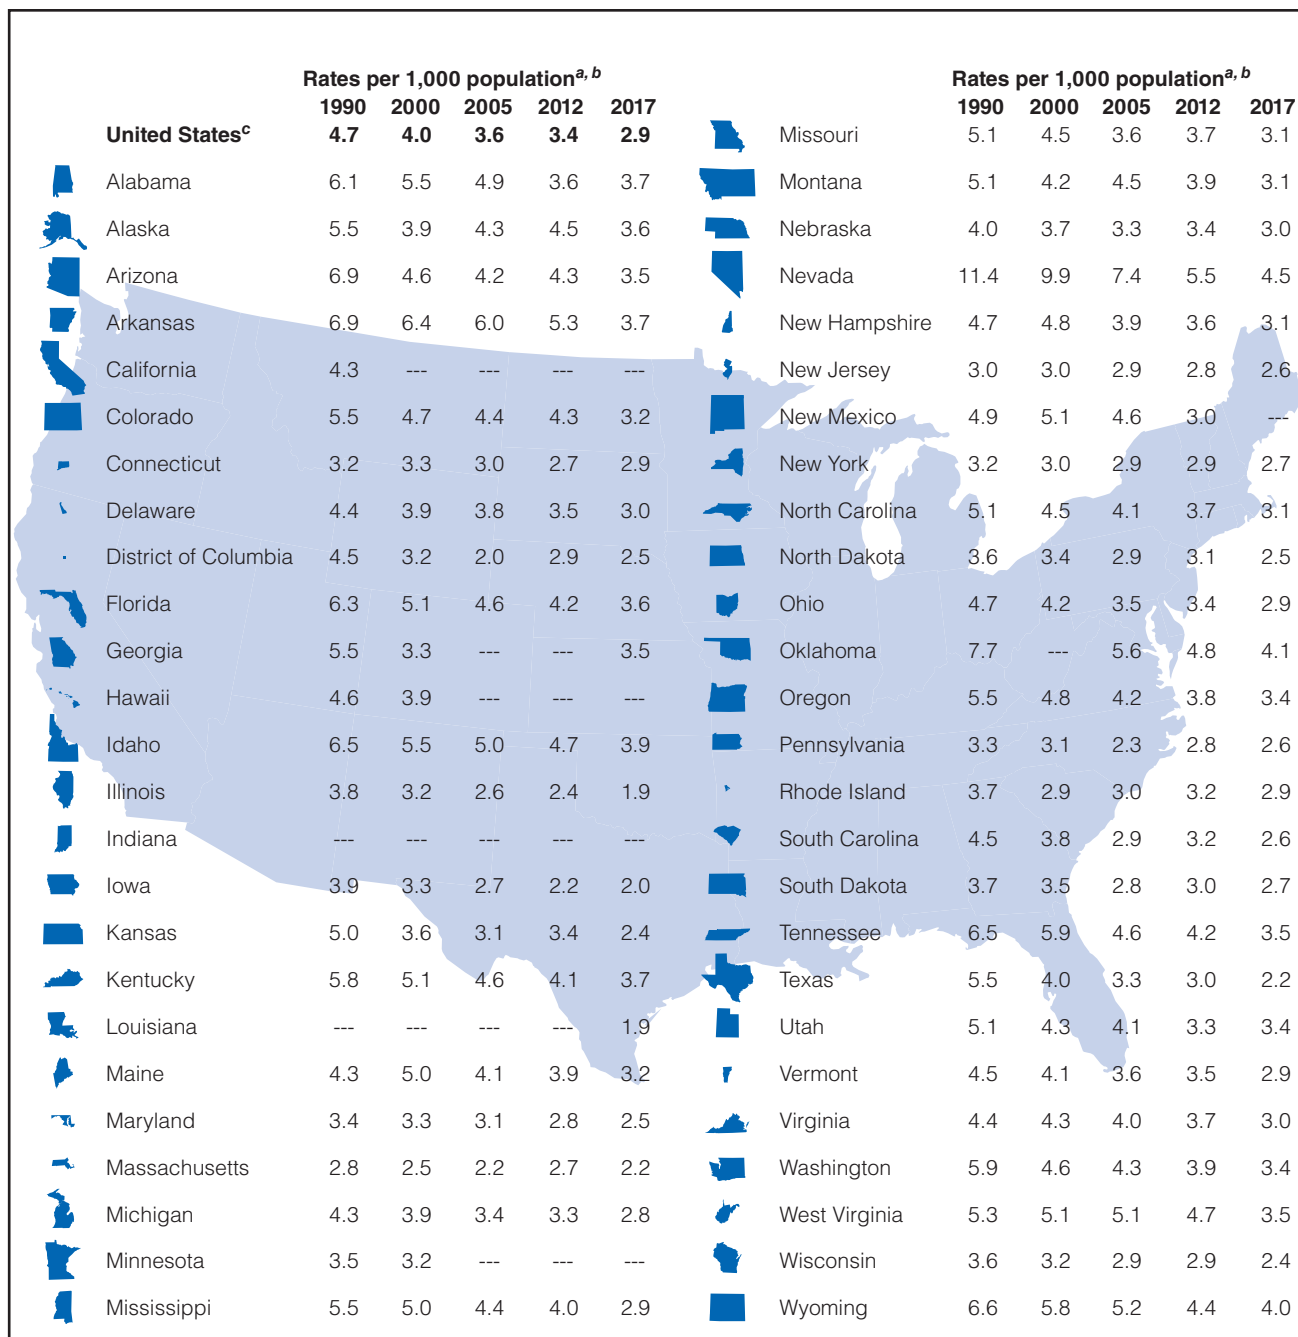 Rates per 1,000 population^a, b
1990 2000 2005 2012 2017
United States^c 4.7 4.0 3.6 3.4 2.9
Alabama 6.1 5.5 4.9 3.6 3.7
Alaska 5.5 3.9 4.3 4.5 3.6
Arizona 6.9 4.6 4.2 4.3 3.5
Arkansas 6.9 6.4 6.0 5.3 3.7
California 4.3 --- --- --- ---
Colorado 5.5 4.7 4.4 4.3 3.2
Connecticut 3.2 3.3 3.0 2.7 2.9
Delaware 4.4 3.9 3.8 3.5 3.0
District of Columbia 4.5 3.2 2.0 2.9 2.5
Florida 6.3 5.1 4.6 4.2 3.6
Georgia 5.5 3.3 --- --- 3.5
Hawaii 4.6 3.9 --- --- ---
Idaho 6.5 5.5 5.0 4.7 3.9
Illinois 3.8 3.2 2.6 2.4 1.9
Indiana --- --- --- --- ---
Iowa 3.9 3.3 2.7 2.2 2.0
Kansas 5.0 3.6 3.1 3.4 2.4
Kentucky 5.8 5.1 4.6 4.1 3.7
Louisiana --- --- --- --- 1.9
Maine 4.3 5.0 4.1 3.9 3.2
Maryland 3.4 3.3 3.1 2.8 2.5
Massachusetts 2.8 2.5 2.2 2.7 2.2
Michigan 4.3 3.9 3.4 3.3 2.8
Minnesota 3.5 3.2 --- --- ---
Mississippi 5.5 5.0 4.4 4.0 2.9
Rates per 1,000 population^a, b
1990 2000 2005 2012 2017
Missouri 5.1 4.5 3.6 3.7 3.1
Montana 5.1 4.2 4.5 3.9 3.1
Nebraska 4.0 3.7 3.3 3.4 3.0
Nevada 11.4 9.9 7.4 5.5 4.5
New Hampshire 4.7 4.8 3.9 3.6 3.1
New Jersey 3.0 3.0 2.9 2.8 2.6
New Mexico 4.9 5.1 4.6 3.0 ---
New York 3.2 3.0 2.9 2.9 2.7
North Carolina 5.1 4.5 4.1 3.7 3.1
North Dakota 3.6 3.4 2.9 3.1 2.5
Ohio 4.7 4.2 3.5 3.4 2.9
Oklahoma 7.7 --- 5.6 4.8 4.1
Oregon 5.5 4.8 4.2 3.8 3.4
Pennsylvania 3.3 3.1 2.3 2.8 2.6
Rhode Island 3.7 2.9 3.0 3.2 2.9
South Carolina 4.5 3.8 2.9 3.2 2.6
South Dakota 3.7 3.5 2.8 3.0 2.7
Tennessee 6.5 5.9 4.6 4.2 3.5
Texas 5.5 4.0 3.3 3.0 2.2
Utah 5.1 4.3 4.1 3.3 3.4
Vermont 4.5 4.1 3.6 3.5 2.9
Virginia 4.4 4.3 4.0 3.7 3.0
Washington 5.9 4.6 4.3 3.9 3.4
West Virginia 5.3 5.1 5.1 4.7 3.5
Wisconsin 3.6 3.2 2.9 2.9 2.4
Wyoming 6.6 5.8 5.2 4.4 4.0